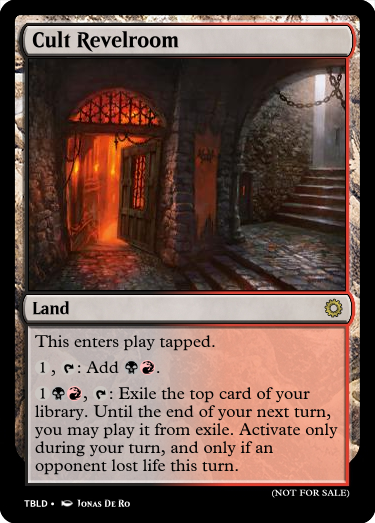 Cult Revelroom
Land
This enters play tapped.
1 , : Add .
1 , : Exile the top card of your
library. Until the end of your next turn,
you may play it from exile. Activate only
during your turn, and only if an
opponent lost life this turn.
(NOT FOR SALE)
TBLD • Jonas De Ro